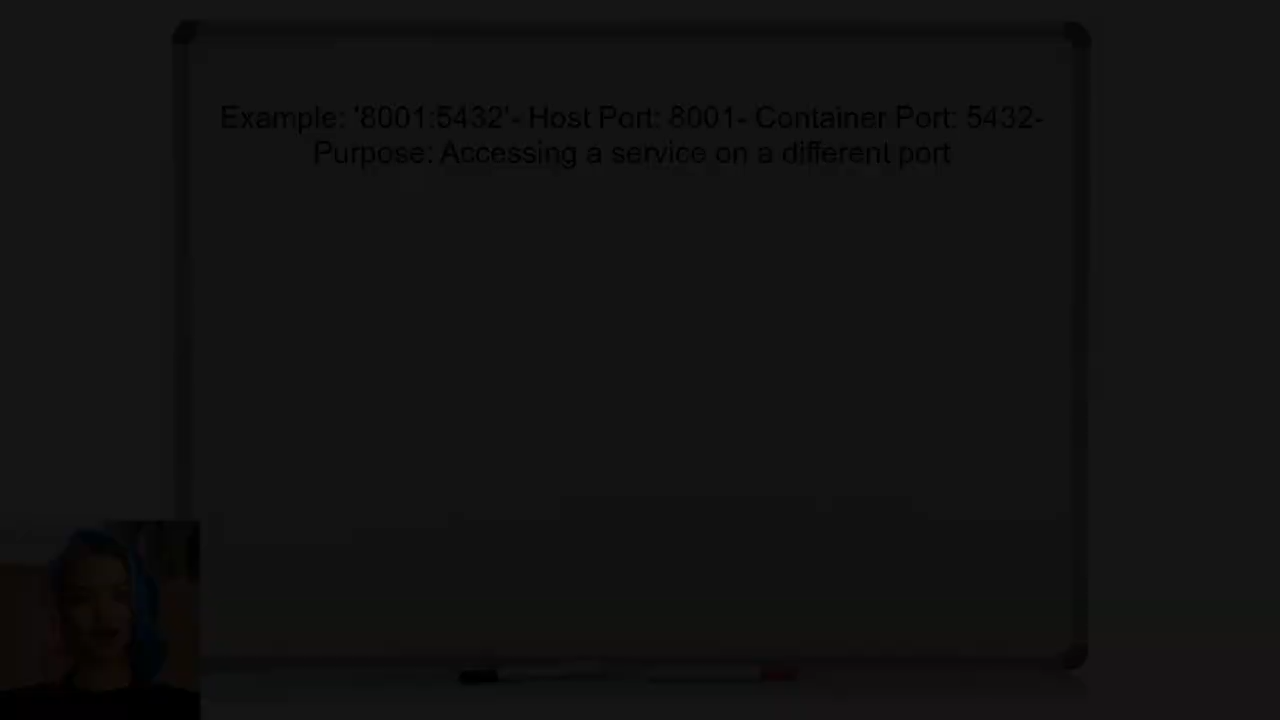 Example: '8001:5432'- Host Port: 8001- Container Port: 5432-
Purpose: Accessing a service on a different port